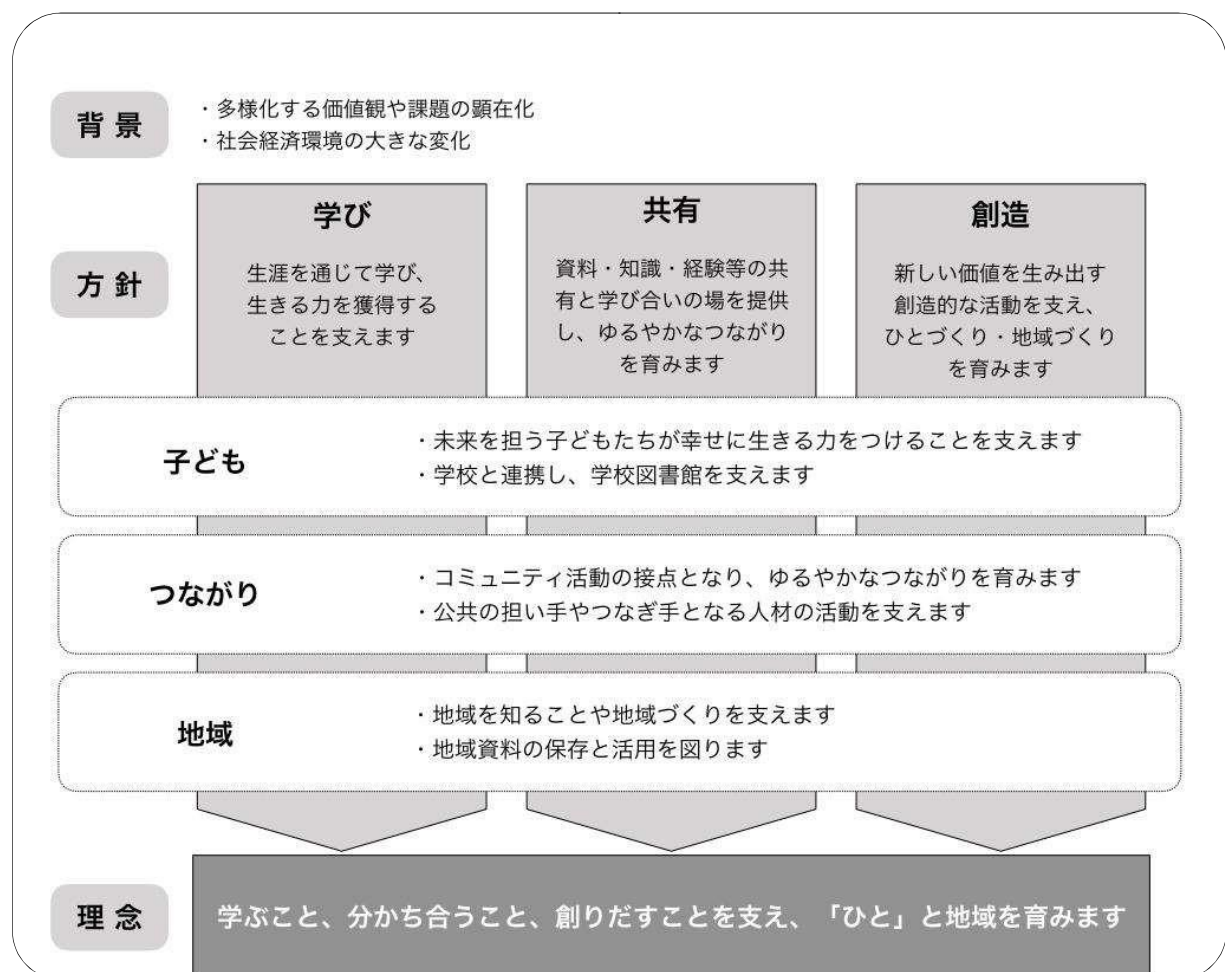 背景
・多様化する価値観や課題の顕在化
・社会経済環境の大きな変化
方針
学び
生涯を通じて学び、
生きる力を獲得する
ことを支えます
共有
資料・知識・経験等の共
有と学び合いの場を提供
し、ゆるやかなつながり
を育みます
創造
新しい価値を生み出す
創造的な活動を支え、
ひとづくり・地域づくり
を育みます
子ども
・未来を担う子どもたちが幸せに生きる力をつけることを支えます
・学校と連携し、学校図書館を支えます
つながり
・コミュニティ活動の接点となり、ゆるやかなつながりを育みます
・公共の担い手やつなぎ手となる人材の活動を支えます
地域
・地域を知ることや地域づくりを支えます
・地域資料の保存と活用を図ります
理念
学ぶこと、分かち合うこと、創りだすことを支え、「ひと」と地域を育みます